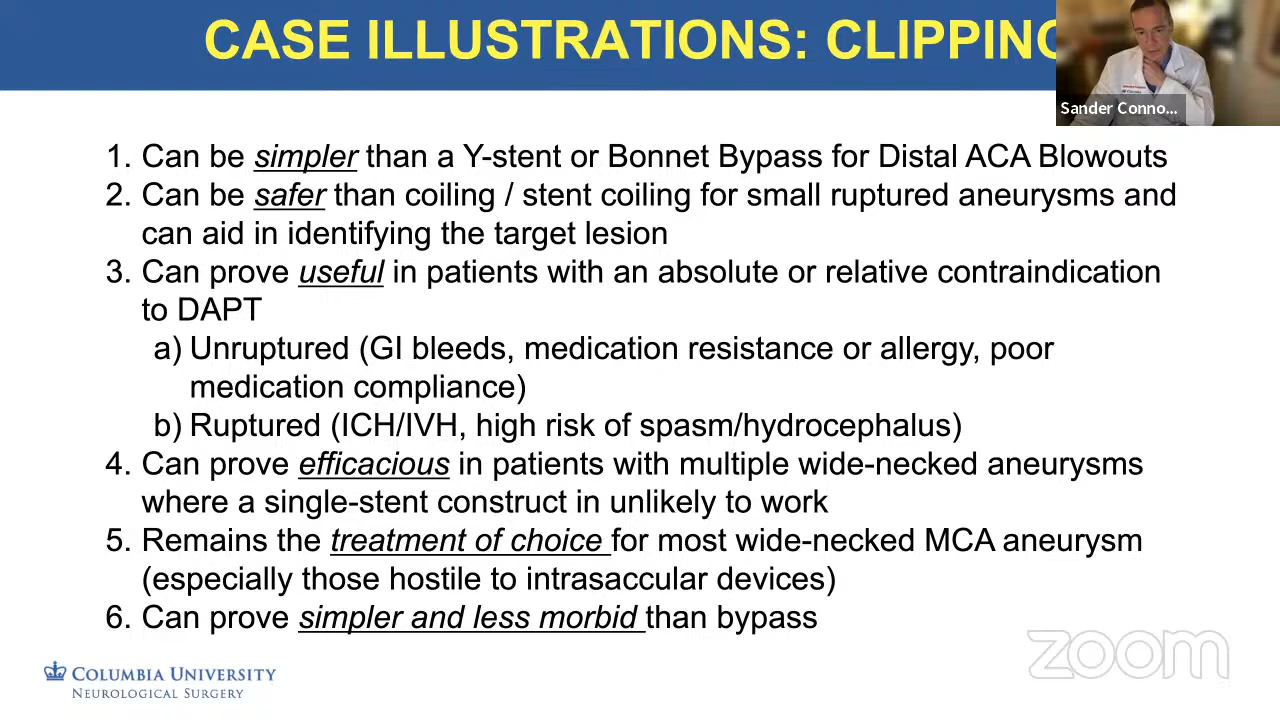 CASE ILLUSTRATIONS: CLIPPING
Sander Conno...
1. Can be simpler than a Y-stent or Bonnet Bypass for Distal ACA Blowouts
2. Can be safer than coiling / stent coiling for small ruptured aneurysms and
can aid in identifying the target lesion
3. Can prove useful in patients with an absolute or relative contraindication
to DAPT
a) Unruptured (GI bleeds, medication resistance or allergy, poor
medication compliance)
b) Ruptured (ICH/IVH, high risk of spasm/hydrocephalus)
4. Can prove efficacious in patients with multiple wide-necked aneurysms
where a single-stent construct in unlikely to work
5. Remains the treatment of choice for most wide-necked MCA aneurysm
(especially those hostile to intrasaccular devices)
6. Can prove simpler and less morbid than bypass
COLUMBIA UNIVERSITY
NEUROLOGICAL SURGERY
zoom